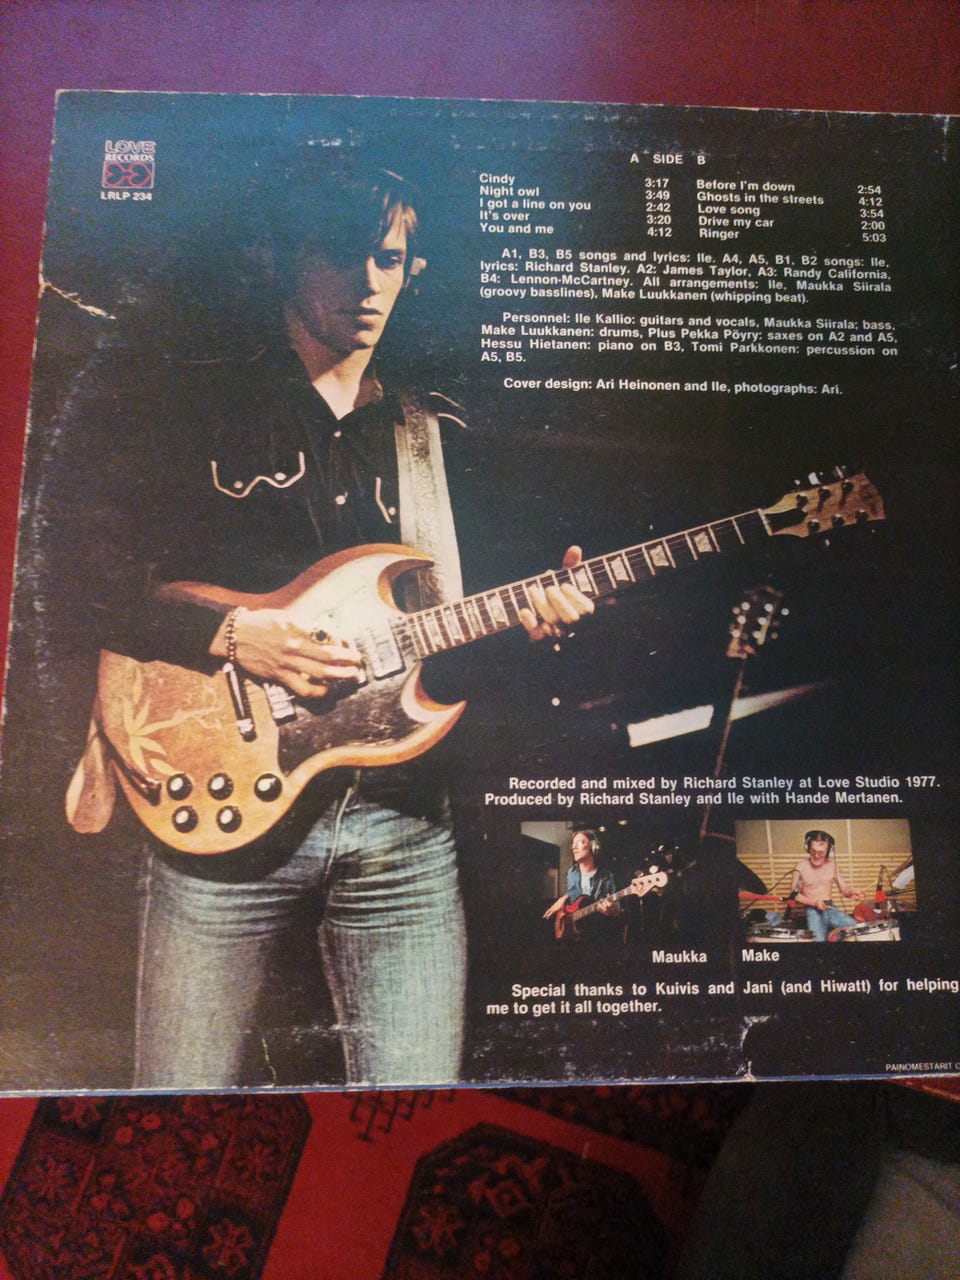 LOVE
RECORDS
LRLP 234
A SIDE B
Cindy 3:17
Night owl 3:49
I got a line on you 2:42
It's over 3:20
You and me 4:12
Before I'm down 2:54
Ghosts in the streets 4:12
Love song 3:54
Drive my car 2:00
Ringer 5:03
A1, B3, B5 songs and lyrics: Ile. A4, A5, B1, B2 songs: Ile,
lyrics: Richard Stanley. A2: James Taylor, A3: Randy California,
B4: Lennon-McCartney. All arrangements: Ile, Maukka Siirala
(groovy basslines), Make Luukkanen (whipping beat).
Personnel: Ile Kallio: guitars and vocals, Maukka Siirala; bass,
Make Luukkanen: drums, Plus Pekka Pöyry: saxes on A2 and A5,
Hessu Hietanen: piano on B3, Tomi Parkkonen: percussion on
A5, B5.
Cover design: Ari Heinonen and Ile, photographs: Ari.
Recorded and mixed by Richard Stanley at Love Studio 1977.
Produced by Richard Stanley and Ile with Hande Mertanen.
Maukka Make
Special thanks to Kuivis and Jani (and Hiwatt) for helping
me to get it all together.
PAINOMESTARIT